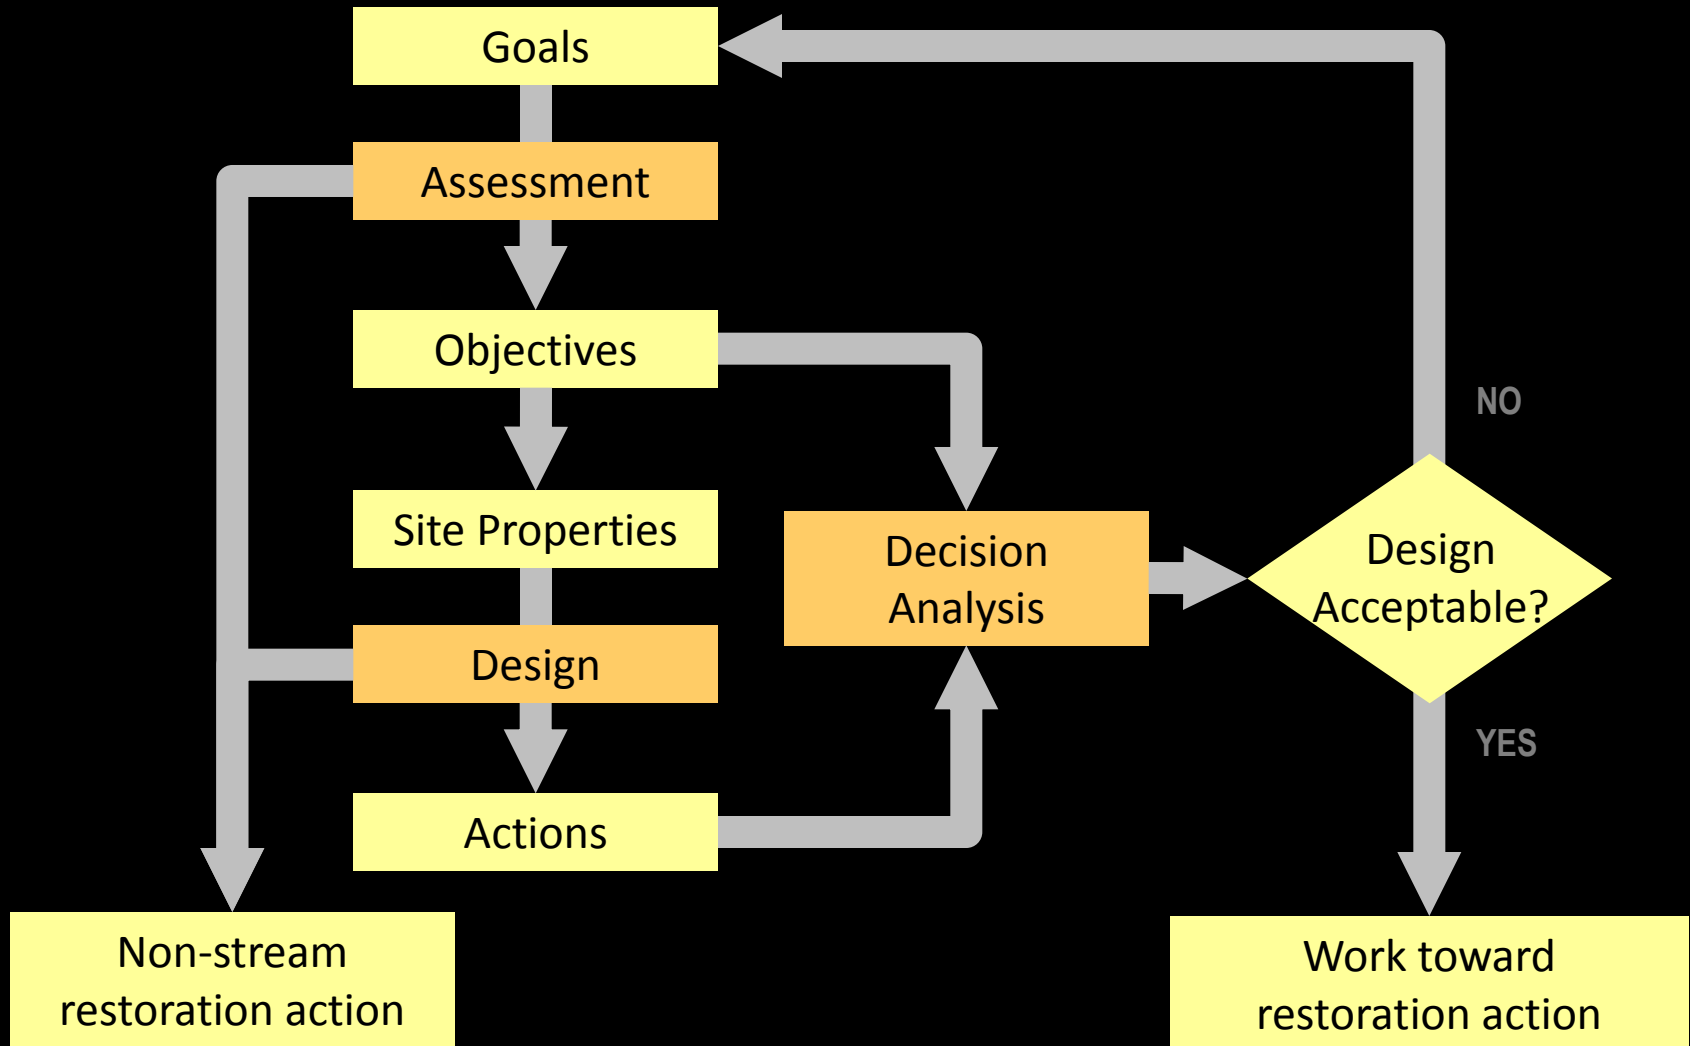 Goals
Assessment
Objectives
NO
Site Properties
Decision
Analysis
Design
Acceptable?
Design
YES
Actions
Non-stream
restoration action
Work toward
restoration action